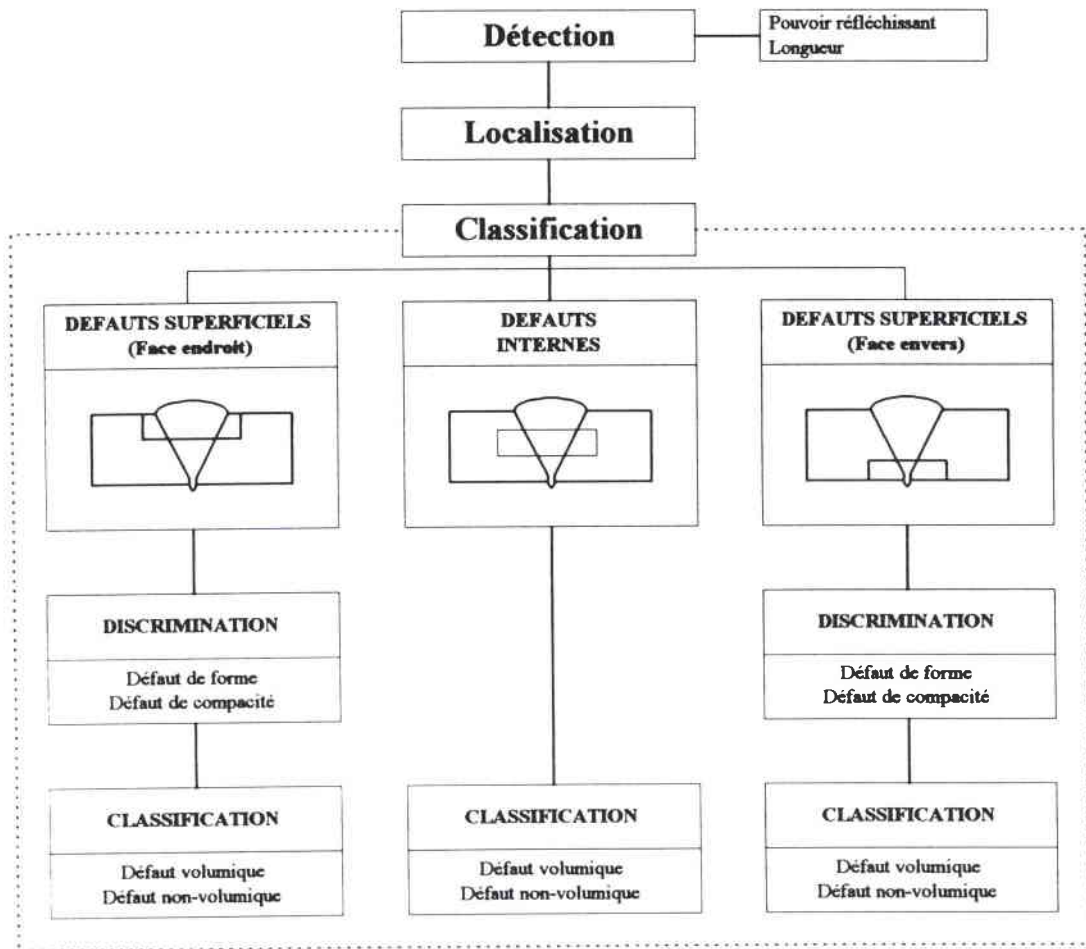 Détection
Pouvoir réfléchissant
Longueur
Localisation
Classification
DEFAUTS SUPERFICIELS
(Face endroit)
DEFAUTS
INTERNES
DEFAUTS SUPERFICIELS
(Face envers)
DISCRIMINATION
Défaut de forme
Défaut de compacité
DISCRIMINATION
Défaut de forme
Défaut de compacité
CLASSIFICATION
Défaut volumique
Défaut non-volumique
CLASSIFICATION
Défaut volumique
Défaut non-volumique
CLASSIFICATION
Défaut volumique
Défaut non-volumique